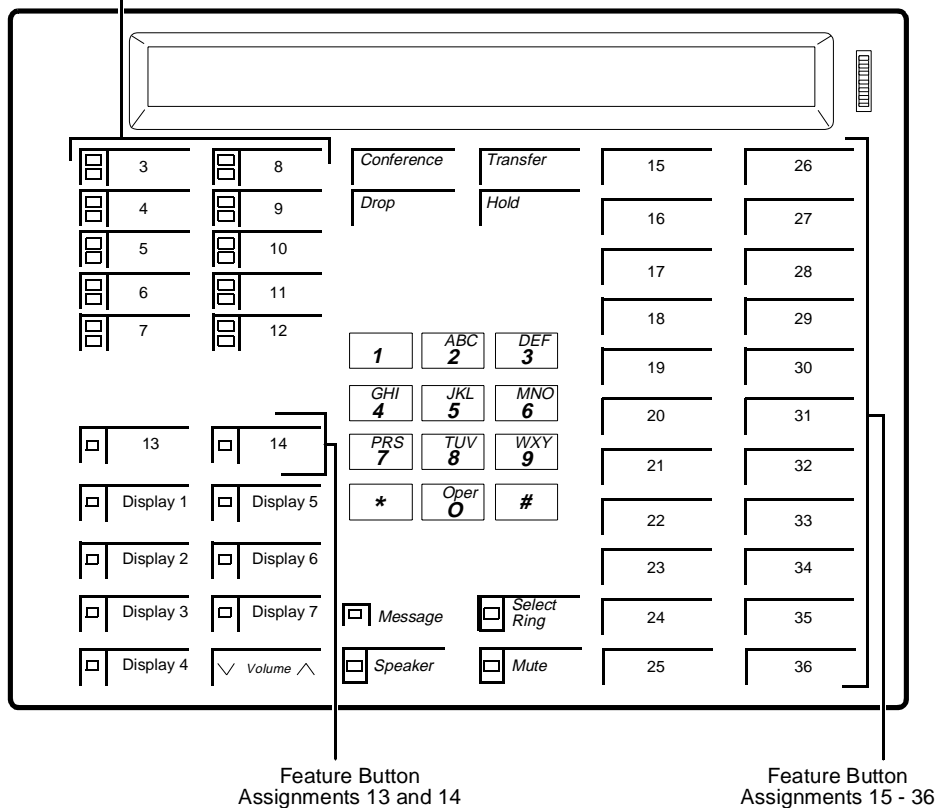 3 8 Conference Transfer 15 26
4 9 Drop Hold 16 27
5 10 17 28
6 11 18 29
7 12 1 ABC 2 DEF 3 19 30
GHI 4 JKL 5 MNO 6 20 31
13 14 PRS 7 TUV 8 WXY 9 21 32
Display 1 Display 5 * Oper 0 # 22 33
Display 2 Display 6 23 34
Display 3 Display 7 Message Select Ring 24 35
Display 4 Volume Speaker Mute 25 36
Feature Button
Assignments 13 and 14
Feature Button
Assignments 15 - 36